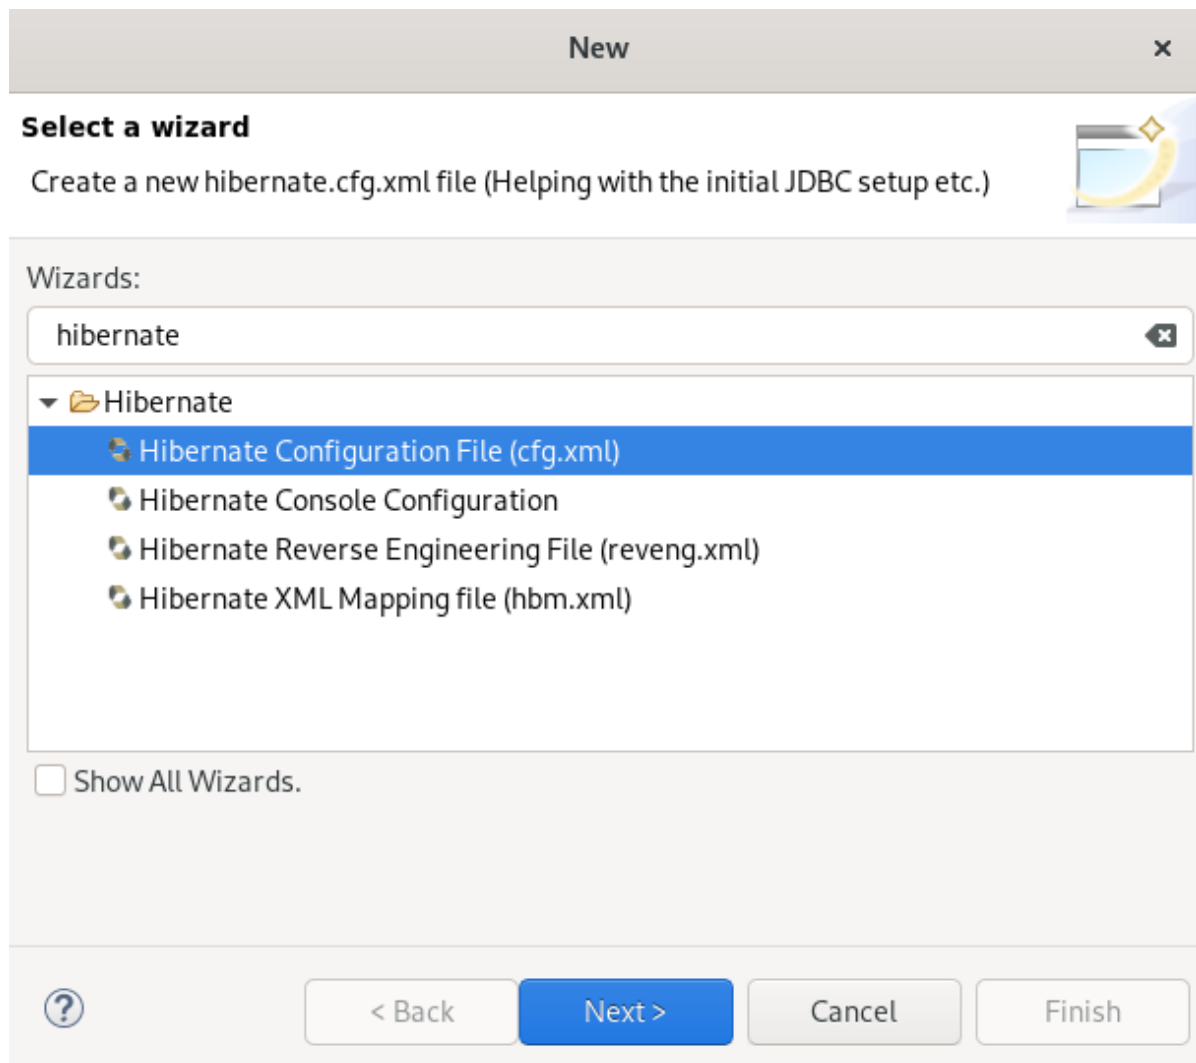 New
Select a wizard
Create a new hibernate.cfg.xml file (Helping with the initial JDBC setup etc.)
Wizards:
hibernate
Hibernate
Hibernate Configuration File (cfg.xml)
Hibernate Console Configuration
Hibernate Reverse Engineering File (reveng.xml)
Hibernate XML Mapping file (hbm.xml)
Show All Wizards.
? < Back Next > Cancel Finish